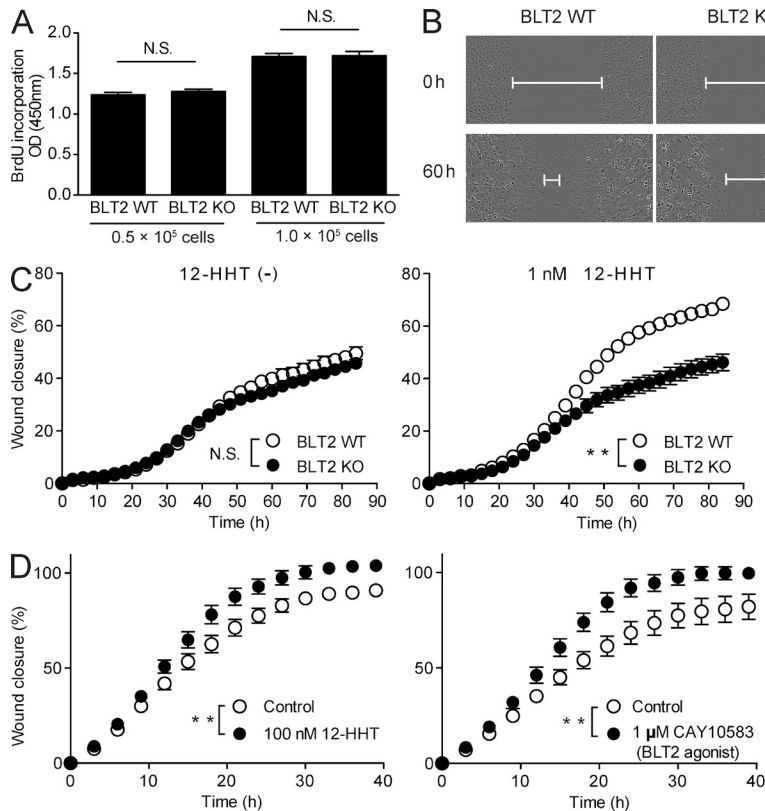 A
N.S.
N.S.
BrdU incorporation
OD (450nm)
2.0
1.5
1.0
0.5
0.0
BLT2 WT BLT2 KO BLT2 WT BLT2 KO
0.5 × 10⁵ cells
1.0 × 10⁵ cells
B
BLT2 WT
BLT2 K
0 h
60 h
C
12-HHT (-)
Wound closure (%)
80
60
40
20
0
N.S.
BLT2 WT
BLT2 KO
0 10 20 30 40 50 60 70 80 90
Time (h)
1 nM 12-HHT
80
60
40
20
0
* *
BLT2 WT
BLT2 KO
0 10 20 30 40 50 60 70 80 90
Time (h)
D
Wound closure (%)
100
50
0
* *
Control
100 nM 12-HHT
0 10 20 30 40
Time (h)
100
50
0
* *
Control
1 μM CAY10583
(BLT2 agonist)
0 10 20 30 40
Time (h)